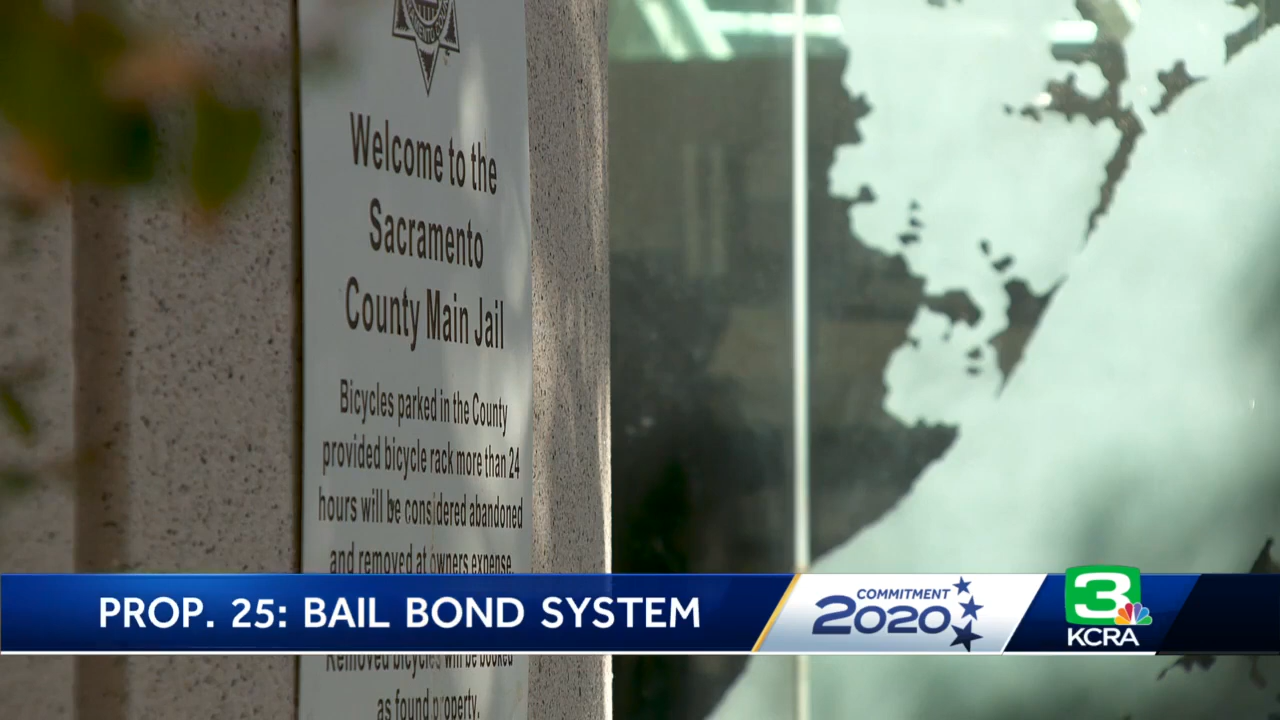 Welcome to the
Sacramento
County Main Jail
Bicycles parked in the County
provided bicycle rack more than 24
hours will be considered abandoned
and removed at owners expense.
PROP. 25: BAIL BOND SYSTEM
COMMITMENT
2020
3
KCRA
Removed bicycles will be booked
as found property.